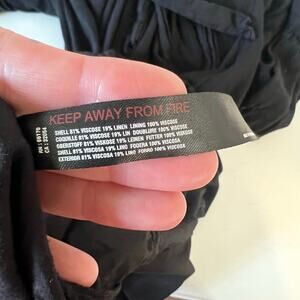 KEEP AWAY FROM FIRE
SHELL 81% VISCOSE 19% LINEN LINING 100% VISCOSE
COQUILLE 81% VISCOSE 19% LIN DOUBLURE 100% VISCOSE
OBERSTOFF 81% VISKOSE 19% LEINEN FUTTER 100% VISKOSE
ESTERNO 81% VISCOSA 19% LINO FODERA 100% VISCOSA
EXTERIOR 81% VISCOSA 19% LINO FORRO 100% VISCOSA